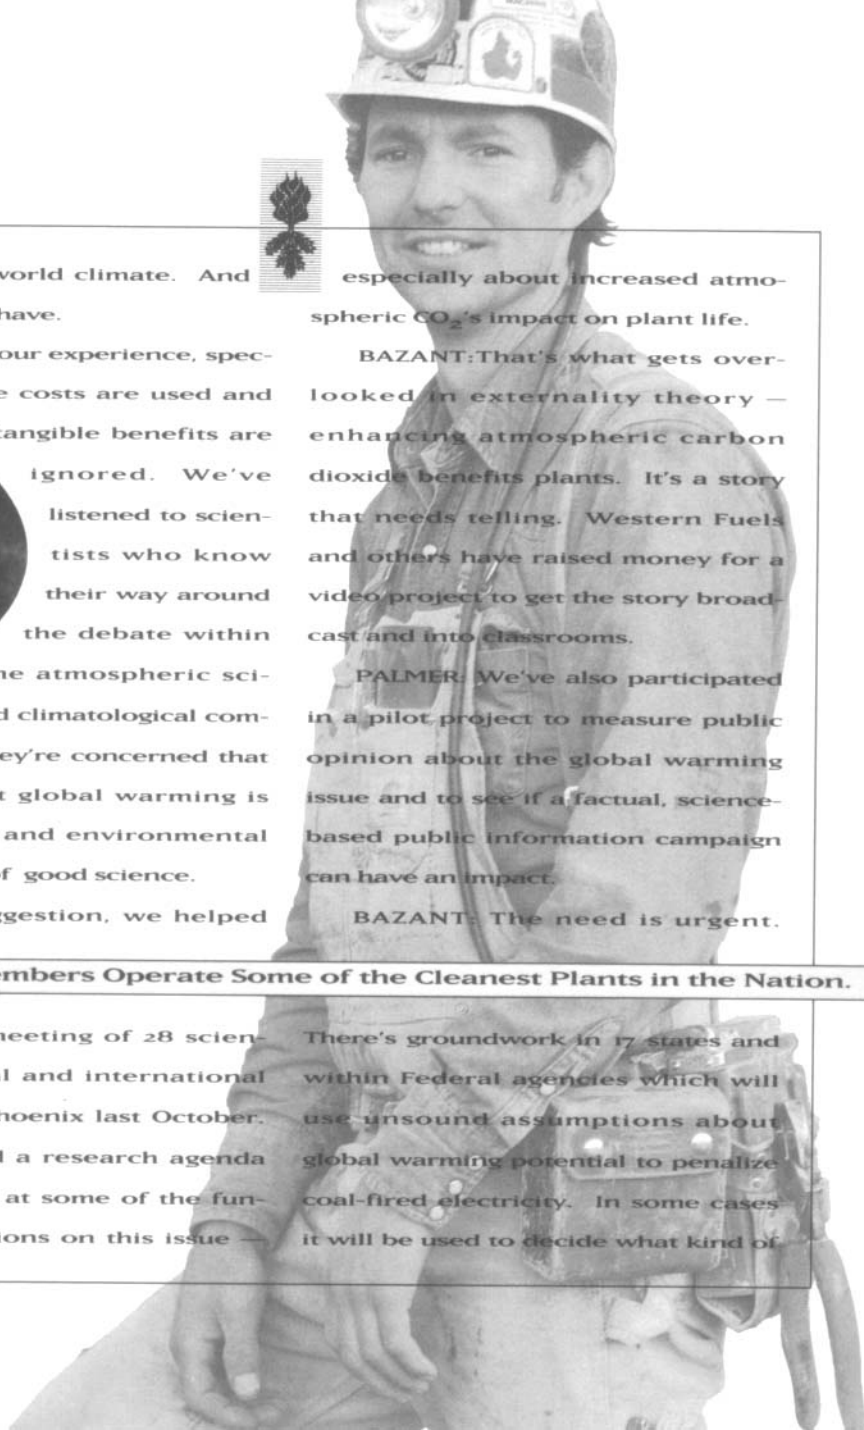 world climate. And
have.
our experience, spec-
costs are used and
tangible benefits are
ignored. We've
listened to scien-
tists who know
their way around
the debate within
atmospheric sci-
climatological com-
they're concerned that
global warming is
and environmental
of good science.
suggestion, we helped
especially about increased atmo-
spheric CO₂'s impact on plant life.
BAZANT:That's what gets over-
looked in externality theory —
enhancing atmospheric carbon
dioxide benefits plants. It's a story
that needs telling. Western Fuels
and others have raised money for a
video project to get the story broad-
cast and into classrooms.
PALMER: We've also participated
in a pilot project to measure public
opinion about the global warming
issue and to see if a factual, science-
based public information campaign
can have an impact.
BAZANT: The need is urgent.
embers Operate Some of the Cleanest Plants in the Nation.
meeting of 28 scien-
and international
Phoenix last October.
a research agenda
at some of the fun-
ions on this issue —
There's groundwork in 17 states and
within Federal agencies which will
use unsound assumptions about
global warming potential to penalize
coal-fired electricity. In some cases
it will be used to decide what kind of